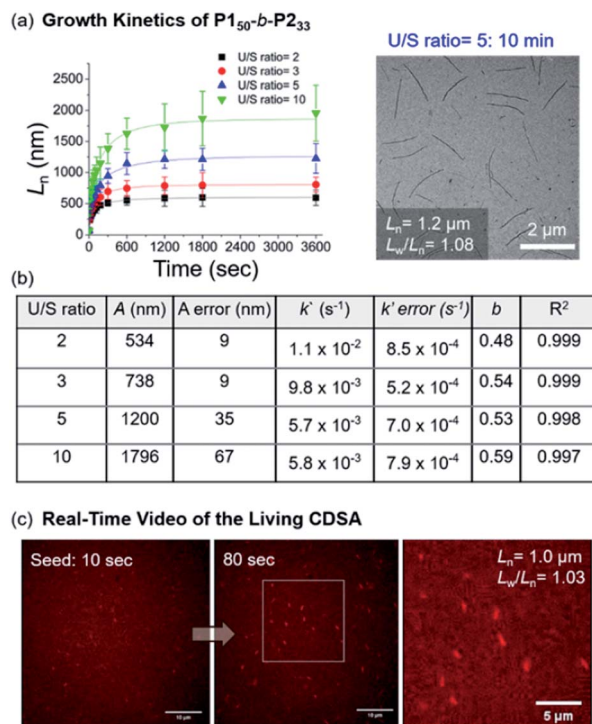 (a) Growth Kinetics of P1₅₀-b-P2₃₃
U/S ratio= 2
U/S ratio= 3
U/S ratio= 5
U/S ratio= 10
2500
2000
1500
1000
500
0
Lₙ (nm)
0 600 1200 1800 2400 3000 3600
Time (sec)
U/S ratio= 5: 10 min
Lₙ = 1.2 µm
L_w/Lₙ = 1.08
2 µm
(b)
U/S ratio A (nm) A error (nm) k` (s⁻¹) k' error (s⁻¹) b R²
2 534 9 1.1 x 10⁻² 8.5 x 10⁻⁴ 0.48 0.999
3 738 9 9.8 x 10⁻³ 5.2 x 10⁻⁴ 0.54 0.999
5 1200 35 5.7 x 10⁻³ 7.0 x 10⁻⁴ 0.53 0.998
10 1796 67 5.8 x 10⁻³ 7.9 x 10⁻⁴ 0.59 0.997
(c) Real-Time Video of the Living CDSA
Seed: 10 sec
10 µm
80 sec
10 µm
Lₙ= 1.0 µm
L_w/Lₙ = 1.03
5 µm